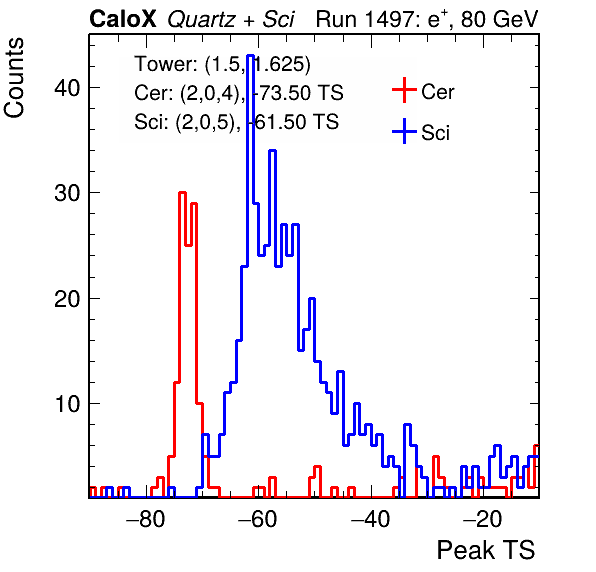 CaloX Quartz + Sci Run 1497: e⁺, 80 GeV
Counts
Tower: (1.5, 1.625)
Cer: (2,0,4), -73.50 TS
Sci: (2,0,5), -61.50 TS
Cer
Sci
40
30
20
10
−80 −60 −40 −20
Peak TS